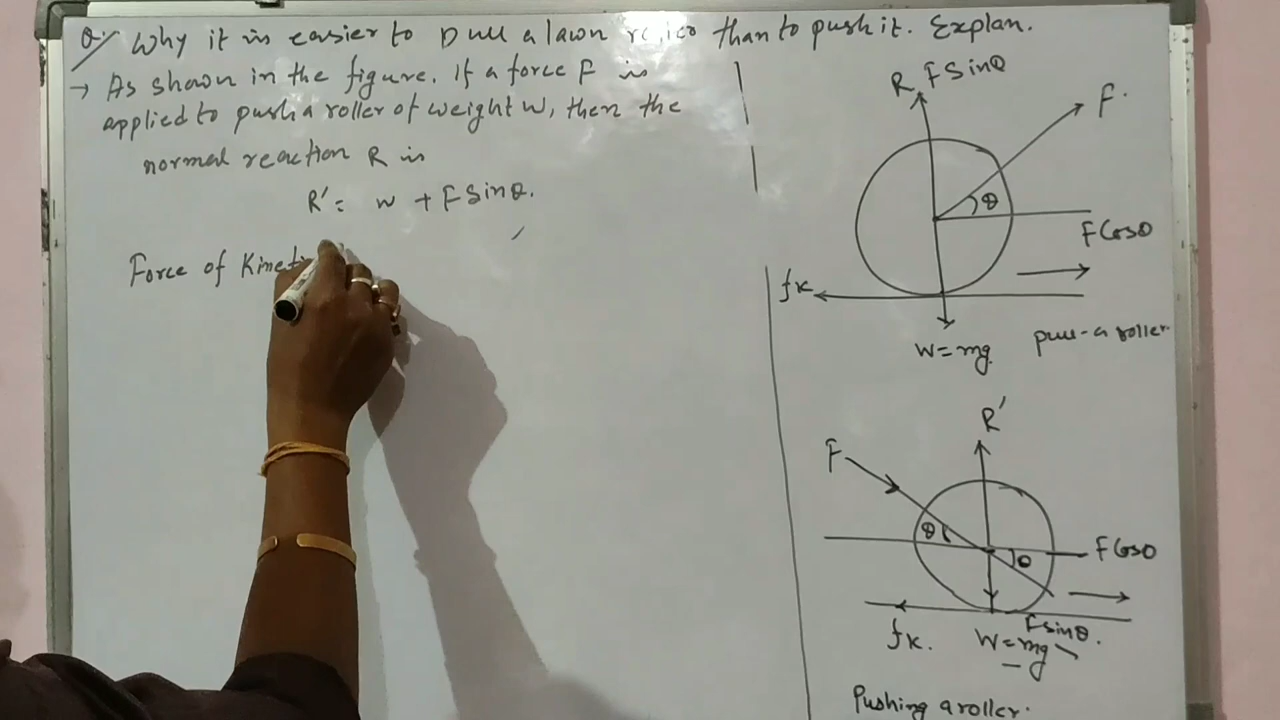 Q. Why it is easier to pull a lawn than to push it. Explan.
→ As shown in the figure. If a force F is
applied to push a roller of weight W, then the
normal reaction R is
R' = W + F Sinθ.
Force of Kineti
R F Sinθ
F.
θ
F Cosθ
fK
W = mg
pull a roller
R'
F
θ
θ
F Cosθ
F sinθ.
fK.
W = mg
Pushing a roller.